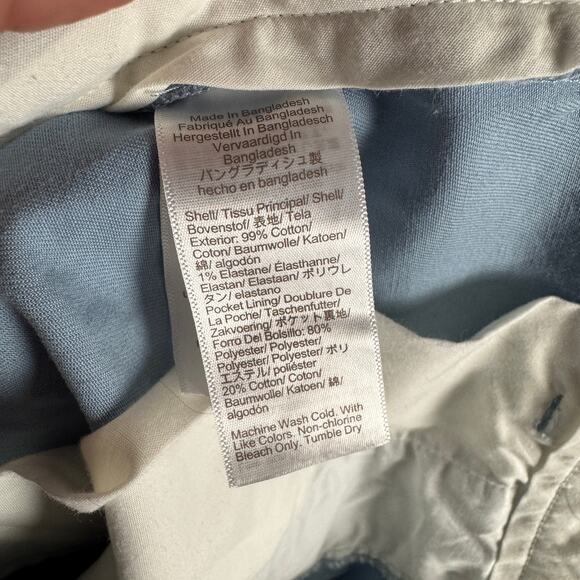 Made In Bangladesh
Fabriqué Au Bangladesh
Hergestellt In Bangladesch
Vervaardigd In
Bangladesh
バングラディシュ製
hecho en bangladesh
Shell/ Tissu Principal/ Shell/
Bovenstof/ 表地/ Tela
Exterior: 99% Cotton/
Coton/ Baumwolle/ Katoen/
綿/ algodón
1% Elastane/ Élasthanne/
Elastan/ Elastaan/ ポリウレ
タン/ elastano
Pocket Lining/ Doublure De
La Poche/ Taschenfutter/
Zakvoering/ ポケット裏地/
Forro Del Bolsillo: 80%
Polyester/ Polyester/
Polyester/ Polyester/ ポリ
エステル/ poliéster
20% Cotton/ Coton/
Baumwolle/ Katoen/ 綿/
algodón
Machine Wash Cold. With
Like Colors. Non-chlorine
Bleach Only. Tumble Dry